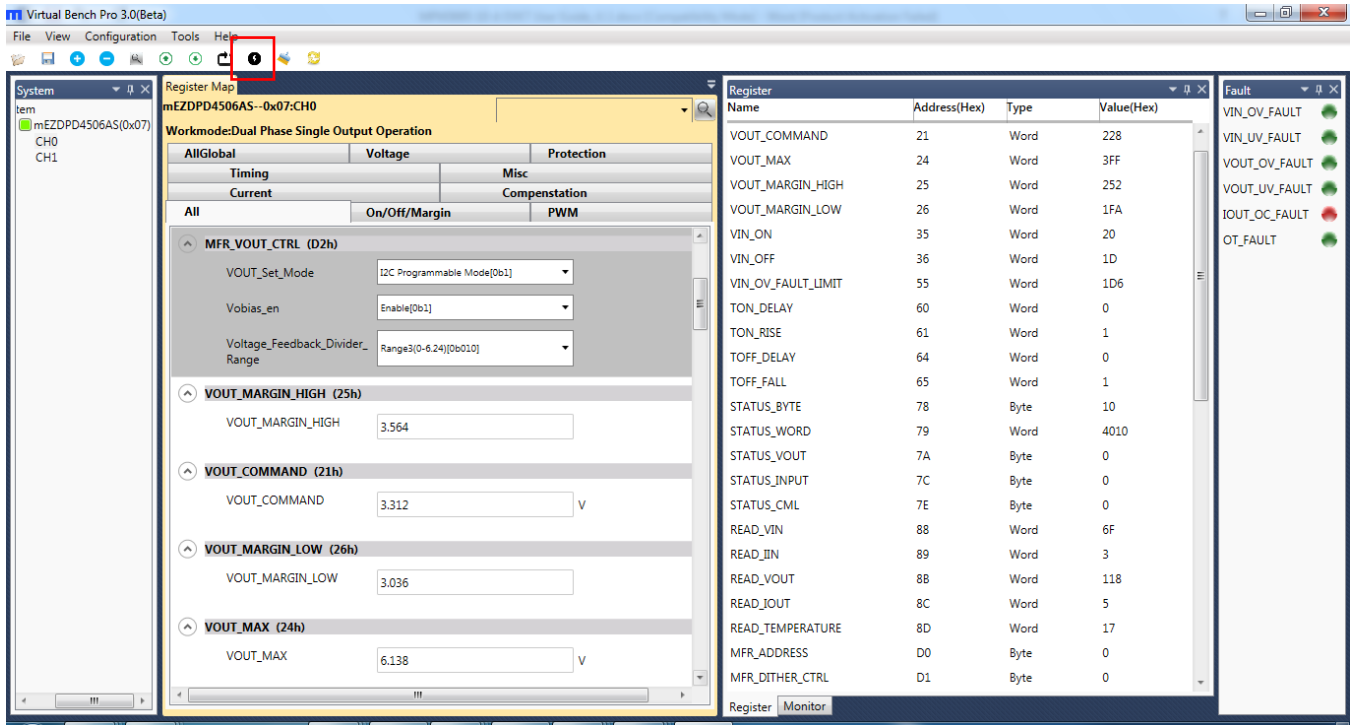 Virtual Bench Pro 3.0(Beta)
File View Configuration Tools Help
System
tem
mEZDPD4506AS(0x07)
CH0
CH1
Register Map
mEZDPD4506AS--0x07:CH0
Workmode:Dual Phase Single Output Operation
AllGlobal Voltage Protection
Timing Misc
Current Compenstation
All On/Off/Margin PWM
MFR_VOUT_CTRL (D2h)
VOUT_Set_Mode I2C Programmable Mode[0b1]
Vobias_en Enable[0b1]
Voltage_Feedback_Divider_
Range Range3(0-6.24)[0b010]
VOUT_MARGIN_HIGH (25h)
VOUT_MARGIN_HIGH 3.564
VOUT_COMMAND (21h)
VOUT_COMMAND 3.312 V
VOUT_MARGIN_LOW (26h)
VOUT_MARGIN_LOW 3.036
VOUT_MAX (24h)
VOUT_MAX 6.138 V
Register
Name Address(Hex) Type Value(Hex)
VOUT_COMMAND 21 Word 228
VOUT_MAX 24 Word 3FF
VOUT_MARGIN_HIGH 25 Word 252
VOUT_MARGIN_LOW 26 Word 1FA
VIN_ON 35 Word 20
VIN_OFF 36 Word 1D
VIN_OV_FAULT_LIMIT 55 Word 1D6
TON_DELAY 60 Word 0
TON_RISE 61 Word 1
TOFF_DELAY 64 Word 0
TOFF_FALL 65 Word 1
STATUS_BYTE 78 Byte 10
STATUS_WORD 79 Word 4010
STATUS_VOUT 7A Byte 0
STATUS_INPUT 7C Byte 0
STATUS_CML 7E Byte 0
READ_VIN 88 Word 6F
READ_IIN 89 Word 3
READ_VOUT 8B Word 118
READ_IOUT 8C Word 5
READ_TEMPERATURE 8D Word 17
MFR_ADDRESS D0 Byte 0
MFR_DITHER_CTRL D1 Byte 0
Register Monitor
Fault
VIN_OV_FAULT
VIN_UV_FAULT
VOUT_OV_FAULT
VOUT_UV_FAULT
IOUT_OC_FAULT
OT_FAULT